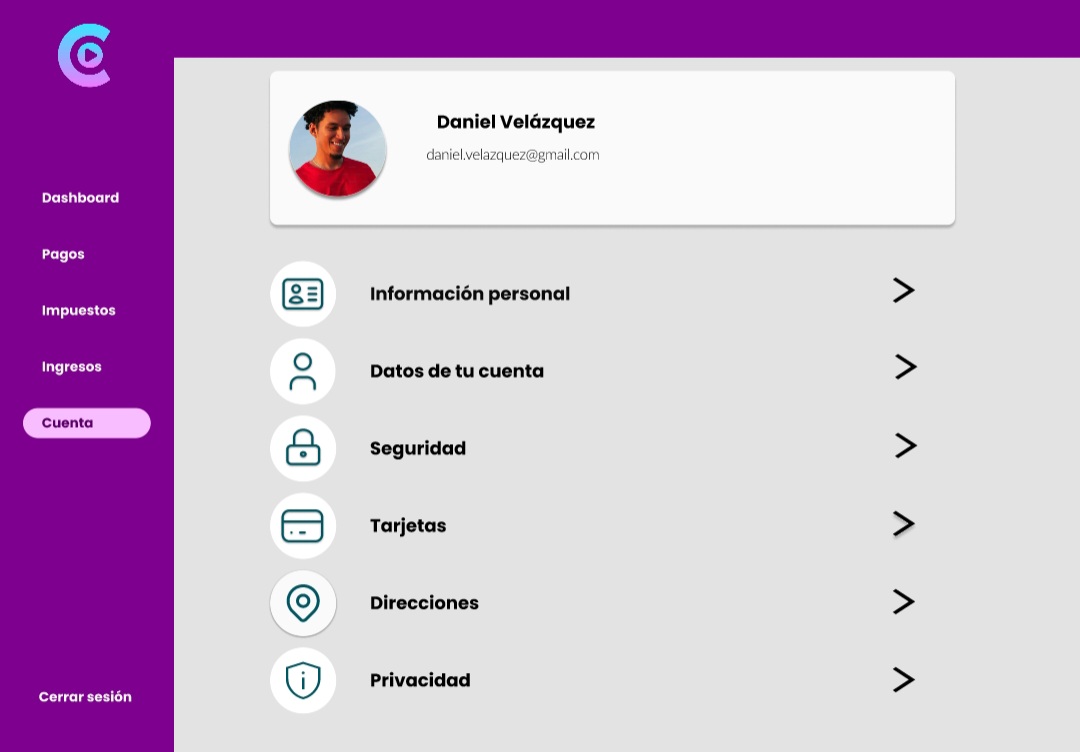 Daniel Velázquez
daniel.velazquez@gmail.com
Dashboard
Pagos
Impuestos
Ingresos
Cuenta
Cerrar sesión
Información personal
Datos de tu cuenta
Seguridad
Tarjetas
Direcciones
Privacidad